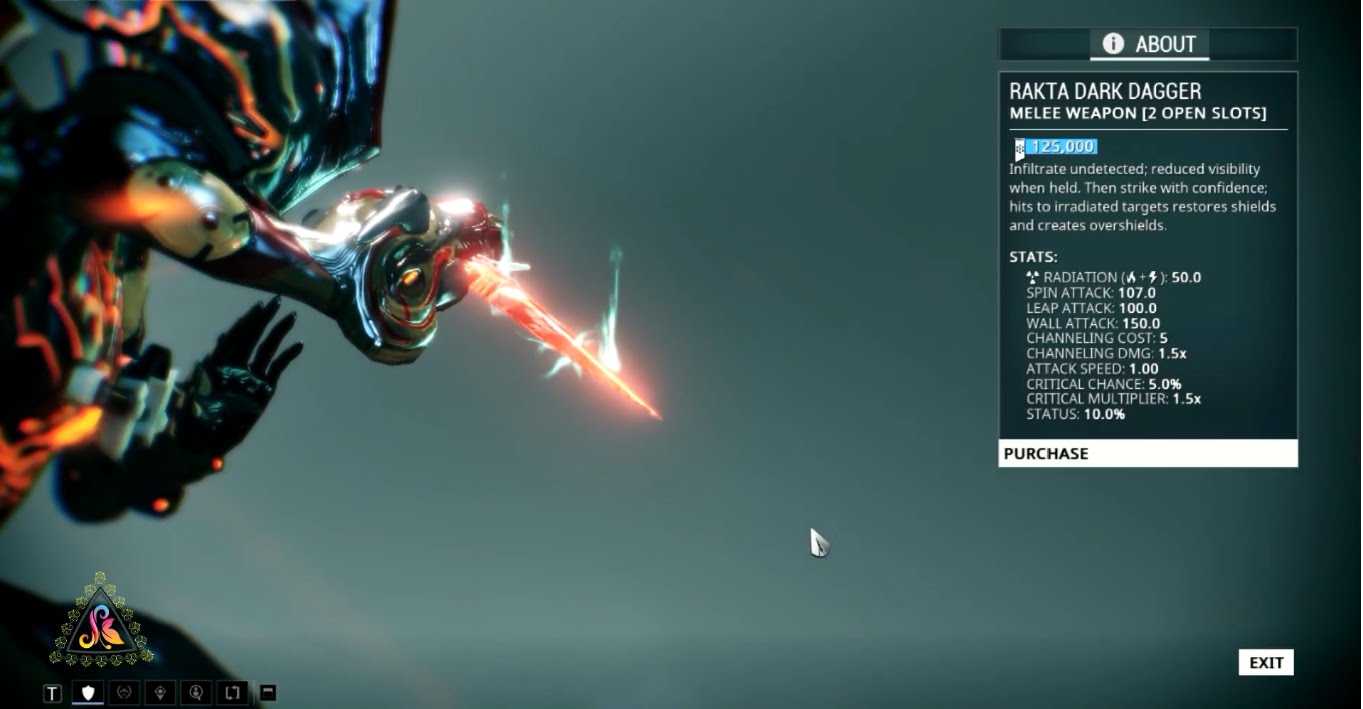 ABOUT
RAKTA DARK DAGGER
MELEE WEAPON [2 OPEN SLOTS]
125,000
Infiltrate undetected; reduced visibility
when held. Then strike with confidence;
hits to irradiated targets restores shields
and creates overshields.
STATS:
RADIATION ( + ): 50.0
SPIN ATTACK: 107.0
LEAP ATTACK: 100.0
WALL ATTACK: 150.0
CHANNELING COST: 5
CHANNELING DMG: 1.5x
ATTACK SPEED: 1.00
CRITICAL CHANCE: 5.0%
CRITICAL MULTIPLIER: 1.5x
STATUS: 10.0%
PURCHASE
EXIT
T